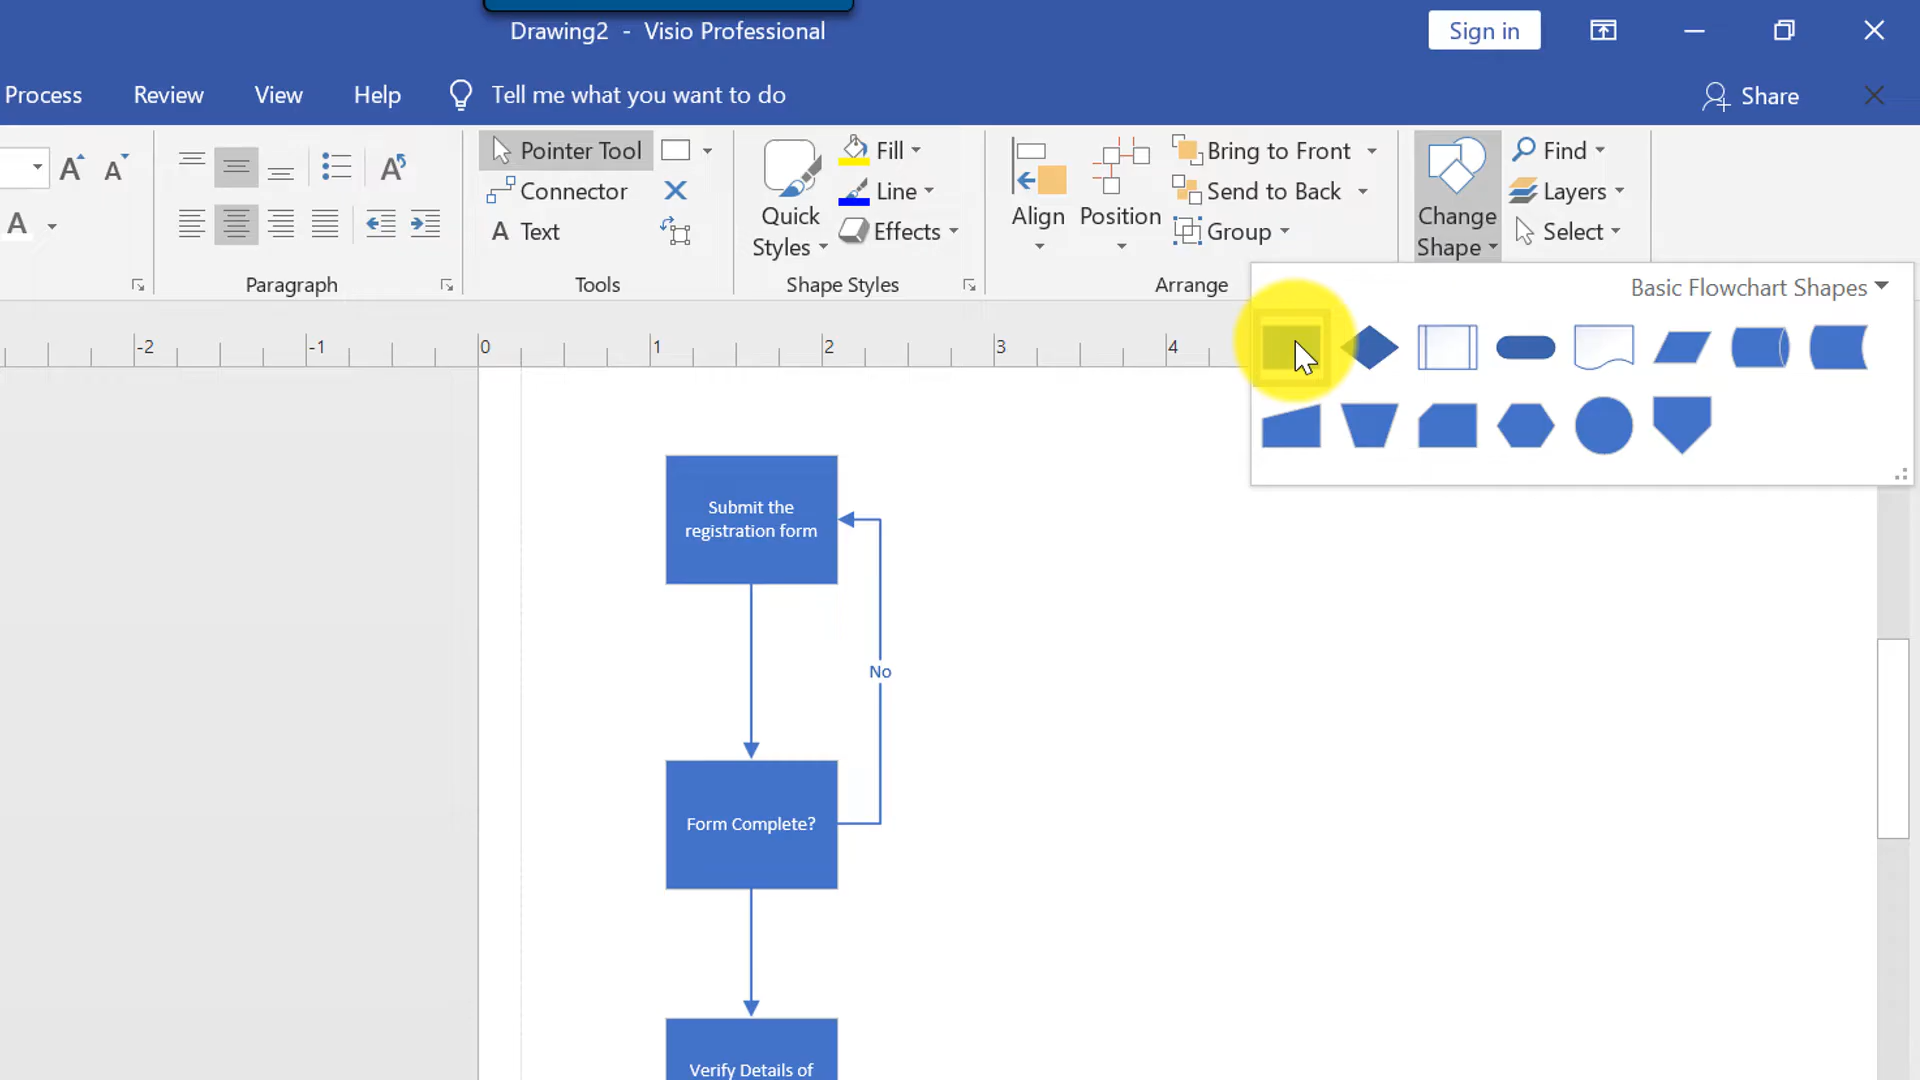 Drawing2 - Visio Professional
Sign in
Process Review View Help Tell me what you want to do
Share
A A A
A
Paragraph
Pointer Tool
Connector
A Text
Tools
Quick
Styles
Fill
Line
Effects
Shape Styles
Align
Position
Bring to Front
Send to Back
Group
Arrange
Change
Shape
Find
Layers
Select
Basic Flowchart Shapes
-2 -1 0 1 2 3 4
Submit the
registration form
No
Form Complete?
Verify Details of